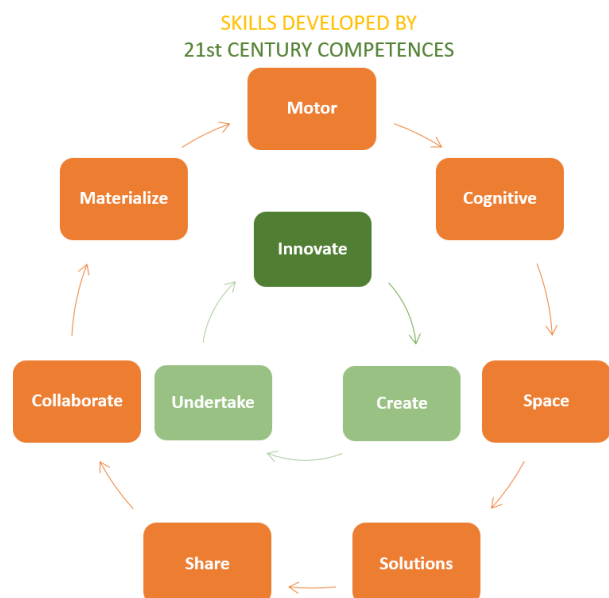 SKILLS DEVELOPED BY
21st CENTURY COMPETENCES
Motor
Materialize
Cognitive
Innovate
Collaborate
Undertake
Create
Space
Share
Solutions